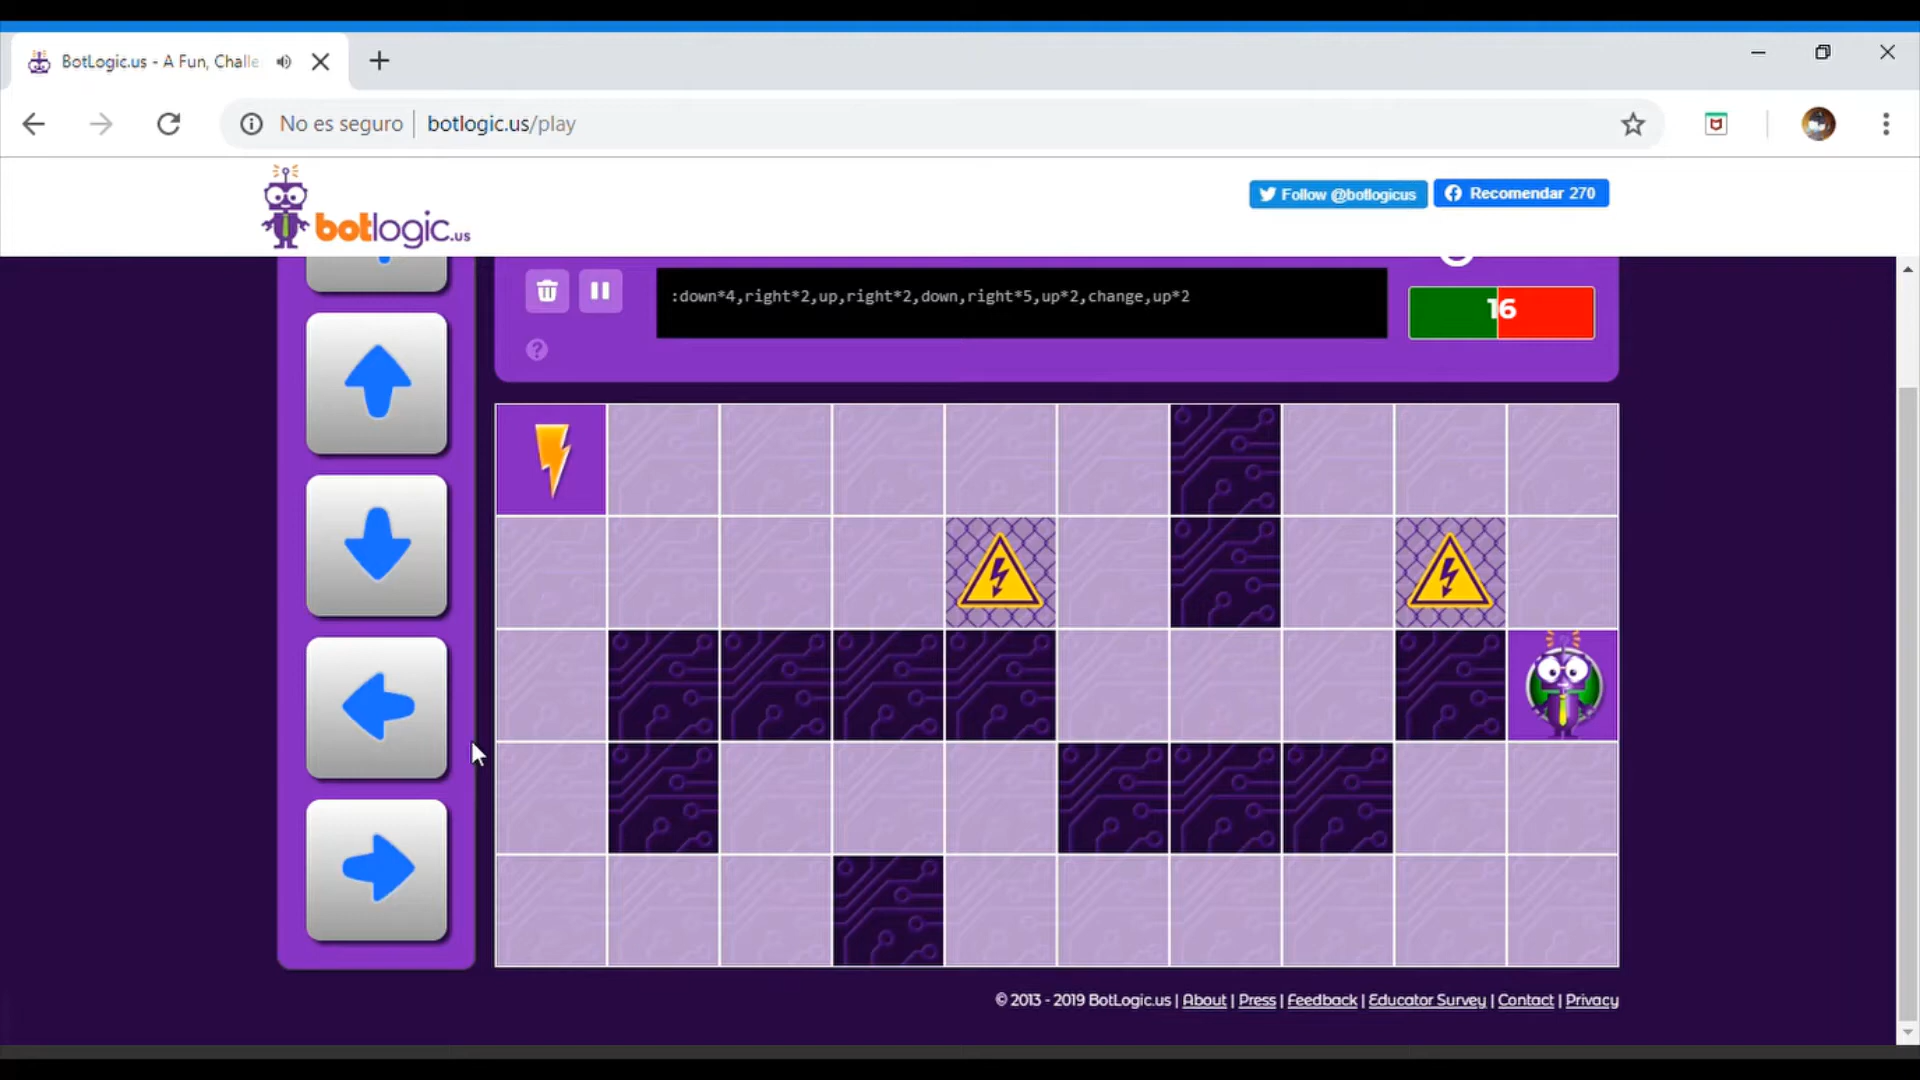 BotLogic.us - A Fun, Challe
No es seguro | botlogic.us/play
botlogic.us
Follow @botlogicus
Recomendar 270
:down*4,right*2,up,right*2,down,right*5,up*2,change,up*2
16
?
© 2013 - 2019 BotLogic.us | About | Press | Feedback | Educator Survey | Contact | Privacy